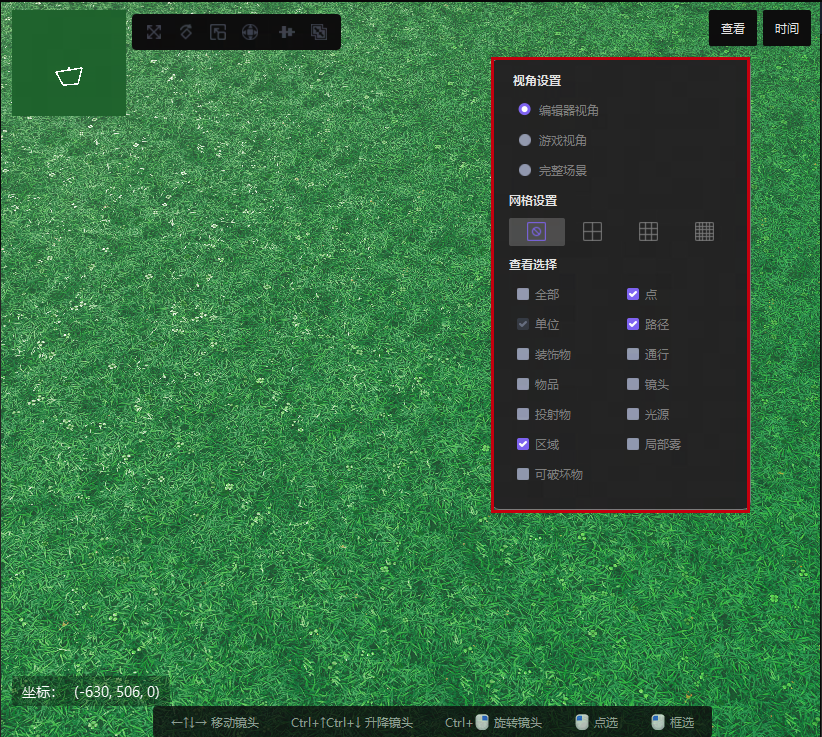 查看 时间
视角设置
编辑器视角
游戏视角
完整场景
网格设置
查看选择
全部 点
单位 路径
装饰物 通行
物品 镜头
投射物 光源
区域 局部雾
可破坏物
坐标: (-630, 506, 0)
←↑↓→ 移动镜头 Ctrl+↑Ctrl+↓ 升降镜头 Ctrl+ 旋转镜头 点选 框选